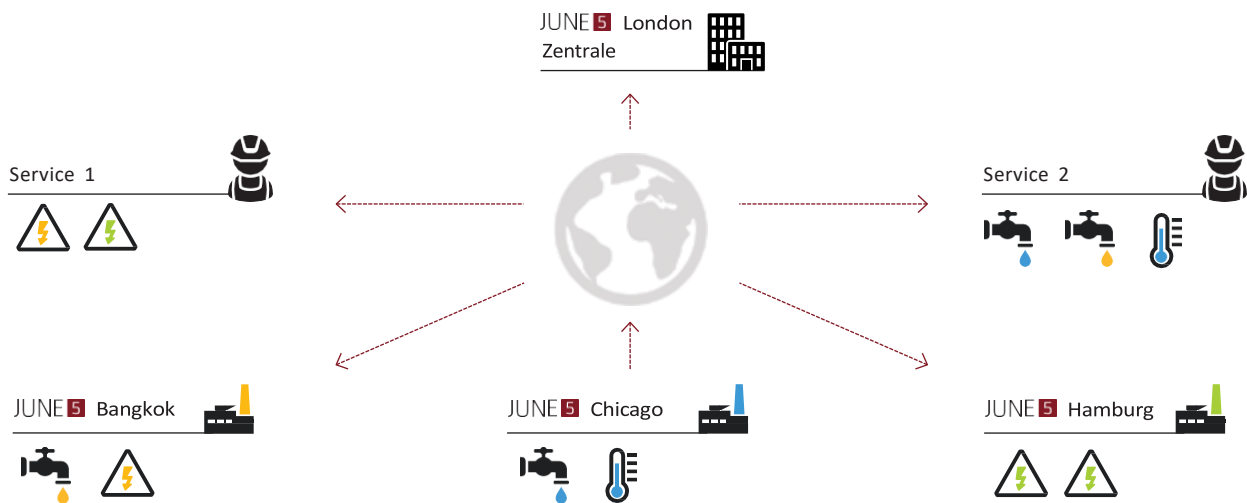 JUNE 5 London
Zentrale
Service 1
Service 2
JUNE 5 Bangkok
JUNE 5 Chicago
JUNE 5 Hamburg